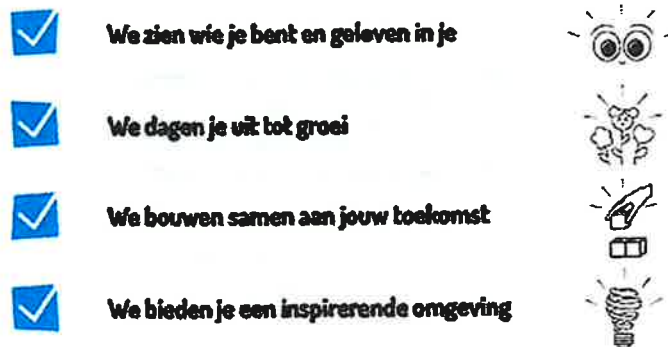 We zien wie je bent en geloven in je
We dagen je uit tot groei
We bouwen samen aan jouw toekomst
We bieden je een inspirerende omgeving